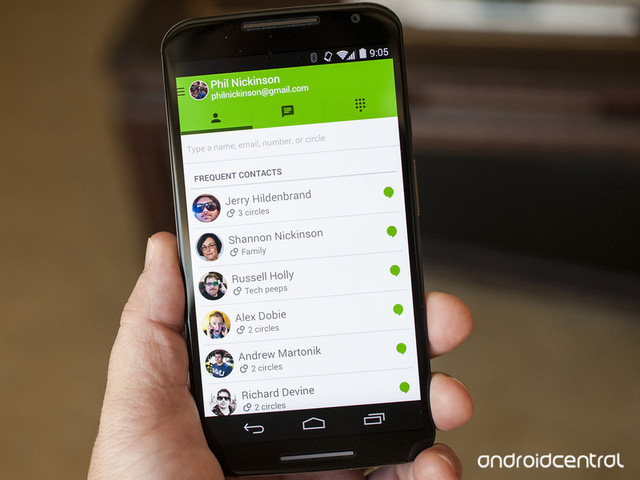 9:05
Phil Nickinson
philnickinson@gmail.com
Type a name, email, number, or circle
FREQUENT CONTACTS
Jerry Hildenbrand
3 circles
Shannon Nickinson
Family
Russell Holly
Tech peeps
Alex Dobie
2 circles
Andrew Martonik
2 circles
Richard Devine
2 circles
androidcentral